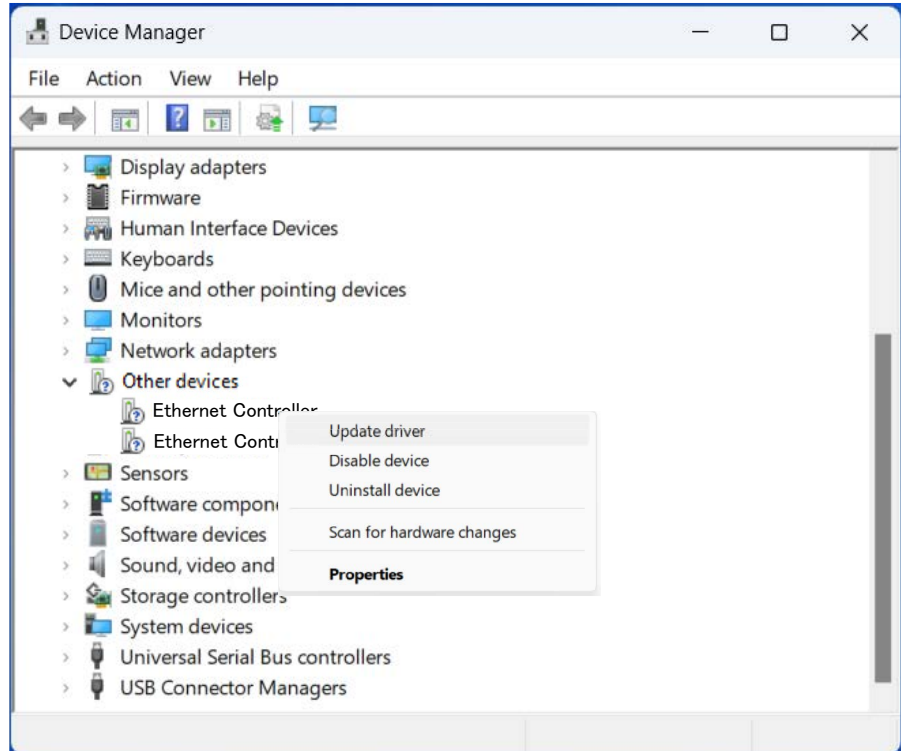 Device Manager
File Action View Help
Display adapters
Firmware
Human Interface Devices
Keyboards
Mice and other pointing devices
Monitors
Network adapters
Other devices
Ethernet Controller
Ethernet Cont
Update driver
Disable device
Uninstall device
Scan for hardware changes
Properties
Sensors
Software compon
Software devices
Sound, video and
Storage controllers
System devices
Universal Serial Bus controllers
USB Connector Managers